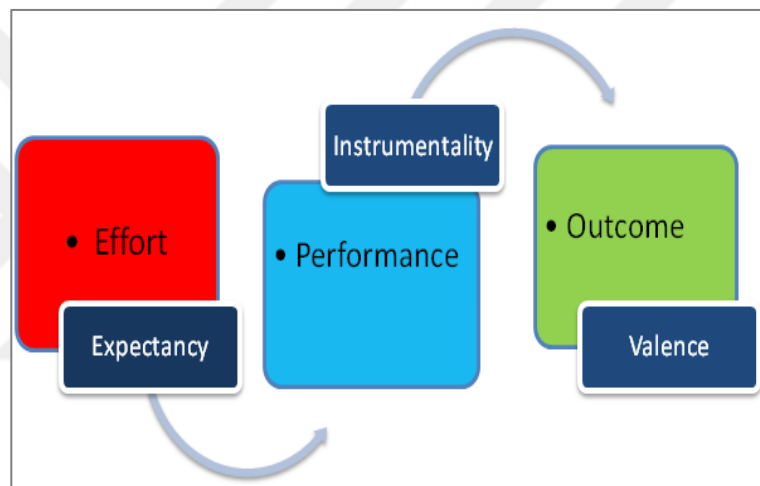 • Effort
Expectancy
Instrumentality
• Performance
• Outcome
Valence